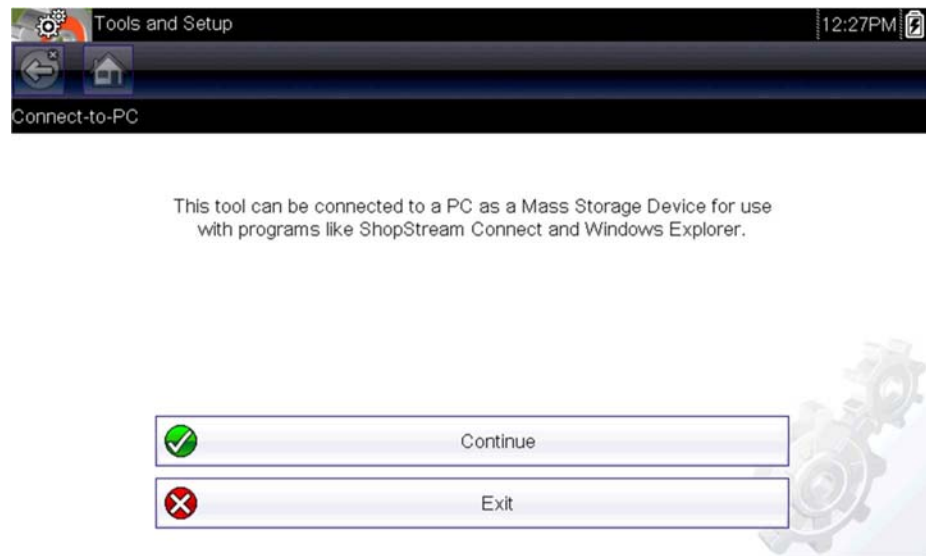 Tools and Setup
12:27PM
Connect-to-PC
This tool can be connected to a PC as a Mass Storage Device for use
with programs like ShopStream Connect and Windows Explorer.
Continue
Exit